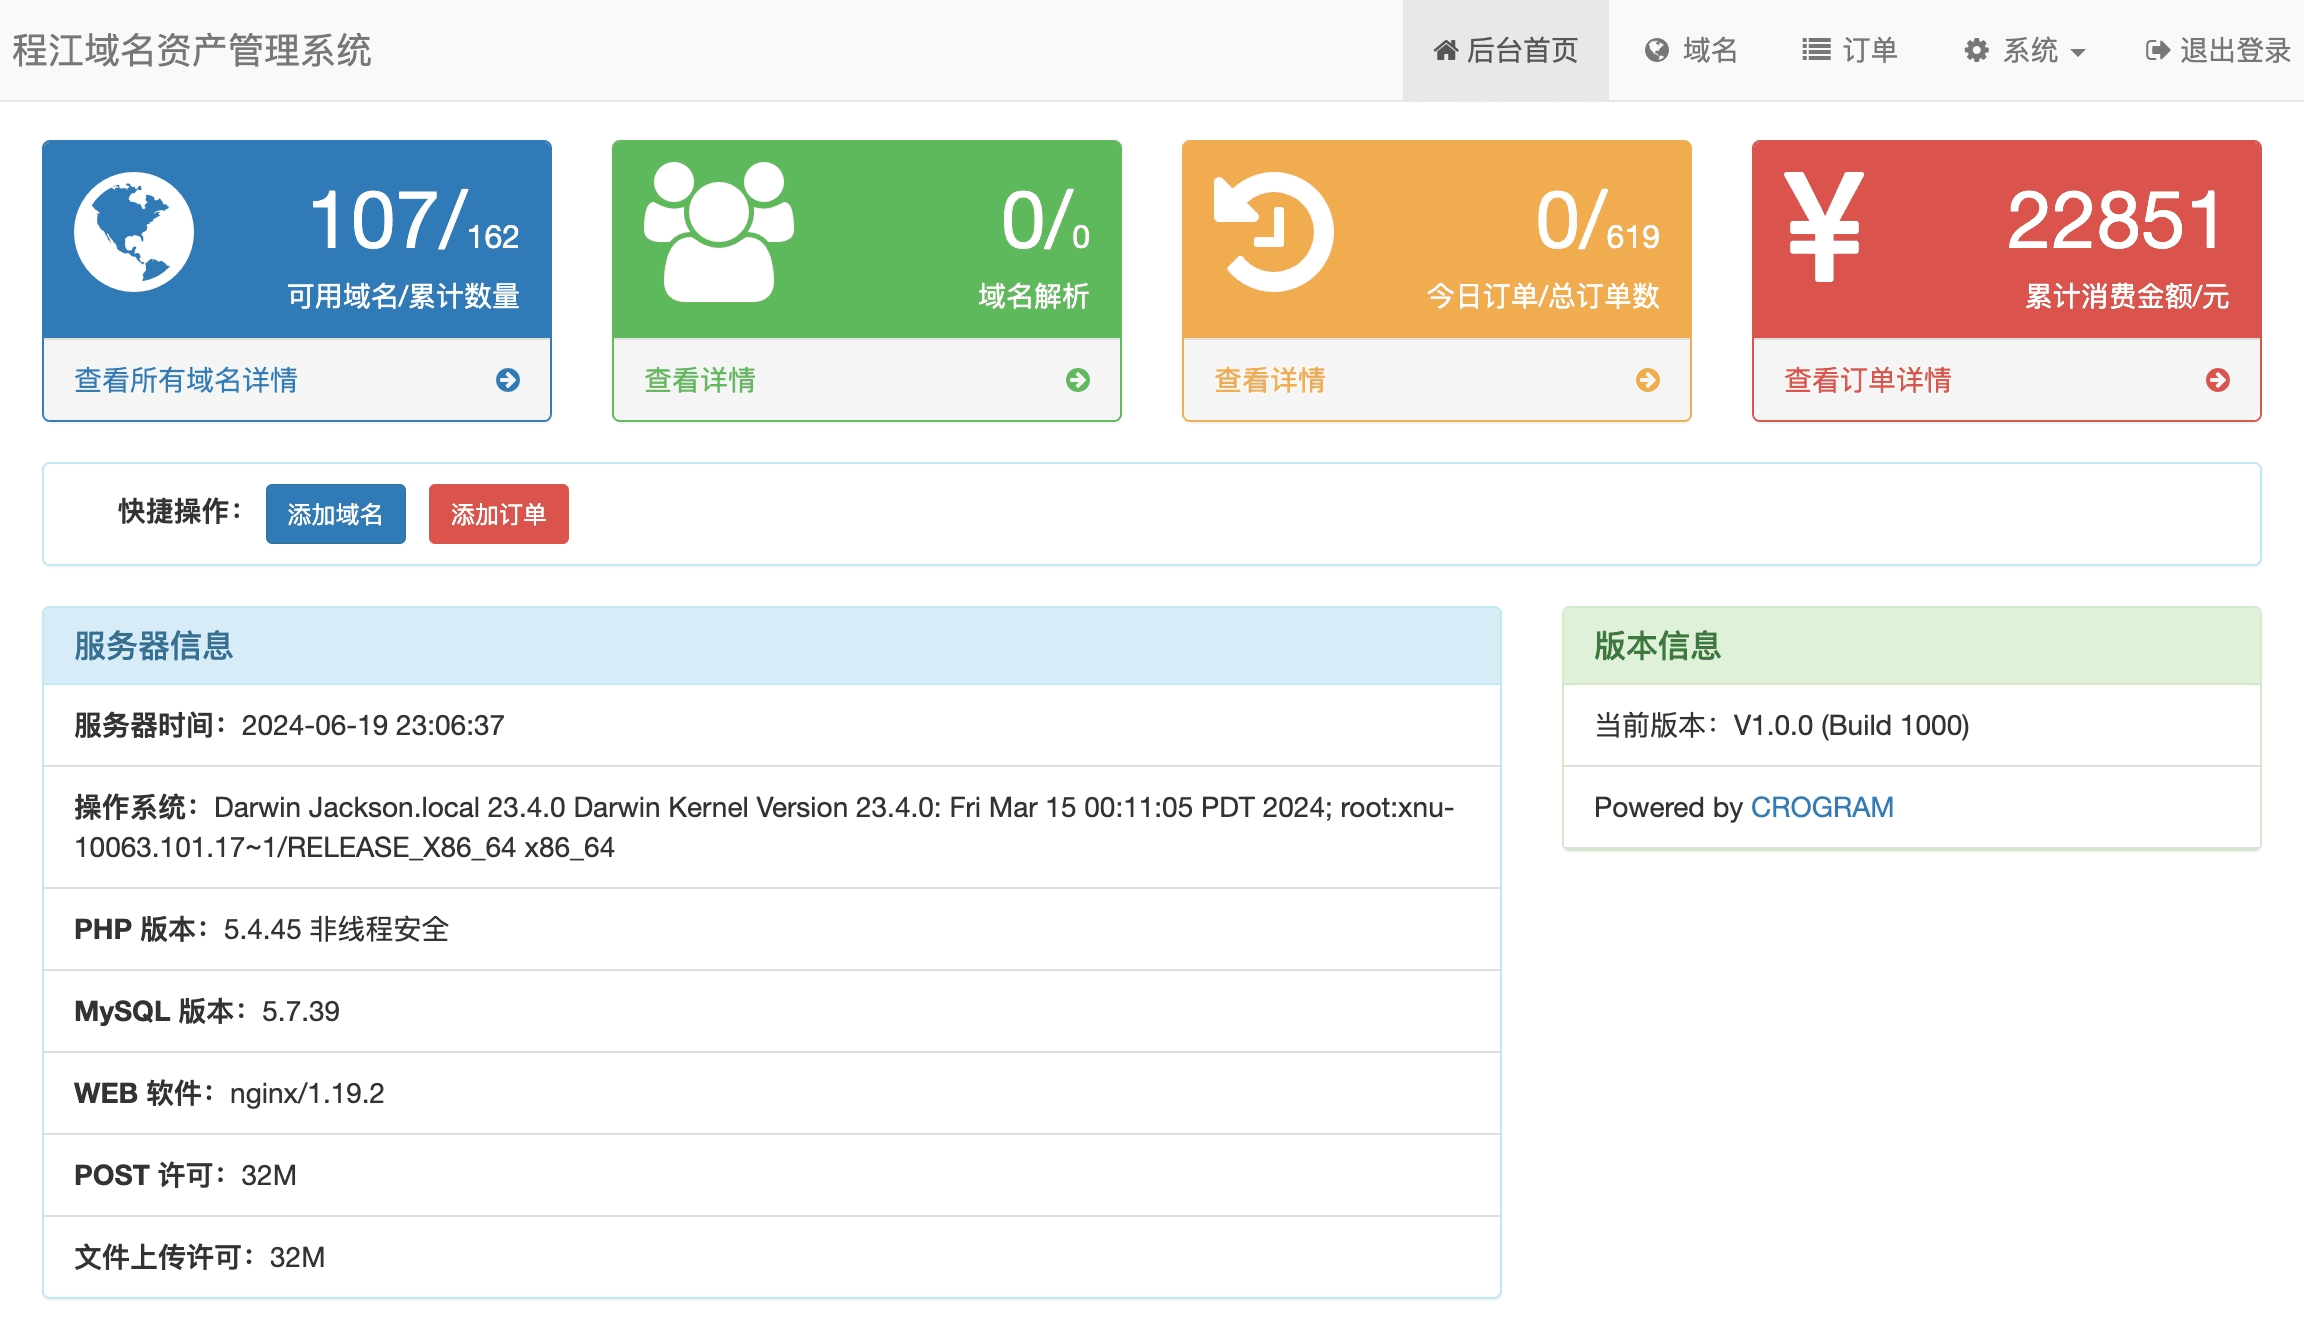 程江域名资产管理系统
后台首页
域名
订单
系统
退出登录
107/162
可用域名/累计数量
查看所有域名详情
0/0
域名解析
查看详情
0/619
今日订单/总订单数
查看详情
22851
累计消费金额/元
查看订单详情
快捷操作：
添加域名
添加订单
服务器信息
服务器时间：2024-06-19 23:06:37
操作系统：Darwin Jackson.local 23.4.0 Darwin Kernel Version 23.4.0: Fri Mar 15 00:11:05 PDT 2024; root:xnu-
10063.101.17~1/RELEASE_X86_64 x86_64
PHP 版本：5.4.45 非线程安全
MySQL 版本：5.7.39
WEB 软件：nginx/1.19.2
POST 许可：32M
文件上传许可：32M
版本信息
当前版本：V1.0.0 (Build 1000)
Powered by CROGRAM